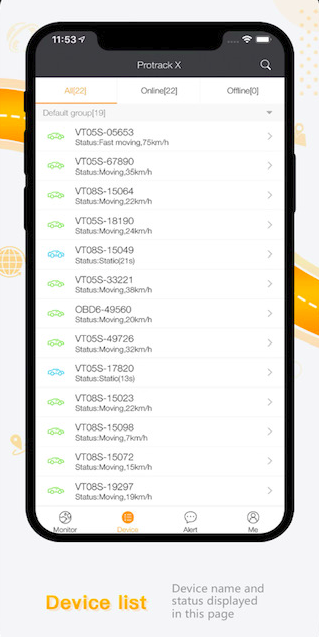 11:53
Protrack X
All[22]
Online[22]
Offline[0]
Default group[19]
VT05S-05653
Status:Fast moving,75km/h
VT05S-67890
Status:Moving,35km/h
VT08S-15064
Status:Moving,22km/h
VT05S-18190
Status:Moving,24km/h
VT08S-15049
Status:Static(21s)
VT05S-33221
Status:Moving,38km/h
OBD6-49560
Status:Moving,20km/h
VT05S-49726
Status:Moving,32km/h
VT05S-17820
Status:Static(13s)
VT08S-15023
Status:Moving,22km/h
VT08S-15098
Status:Moving,7km/h
VT08S-15072
Status:Moving,15km/h
VT08S-19297
Status:Moving,19km/h
Monitor
Device
Alert
Me
Device list
Device name and
status displayed
in this page